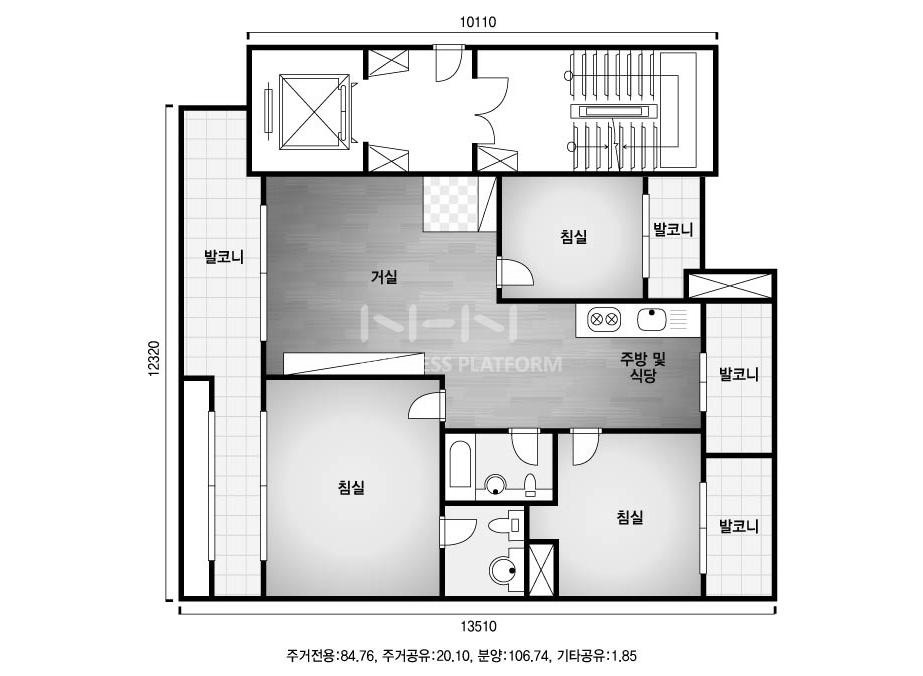 10110
발코니
침실
발코니
거실
NHN
ESS PLATFORM
주방 및
식당
발코니
12320
침실
침실
발코니
13510
주거전용:84.76, 주거공유:20.10, 분양:106.74, 기타공유:1.85